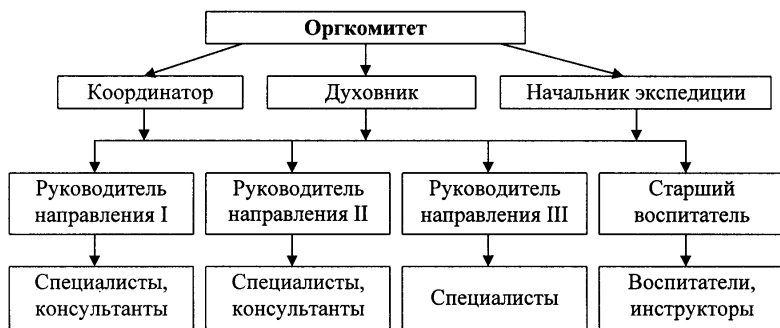 Оргкомитет
Координатор
Духовник
Начальник экспедиции
Руководитель
направления I
Руководитель
направления II
Руководитель
направления III
Старший
воспитатель
Специалисты,
консультанты
Специалисты,
консультанты
Специалисты
Воспитатели,
инструкторы